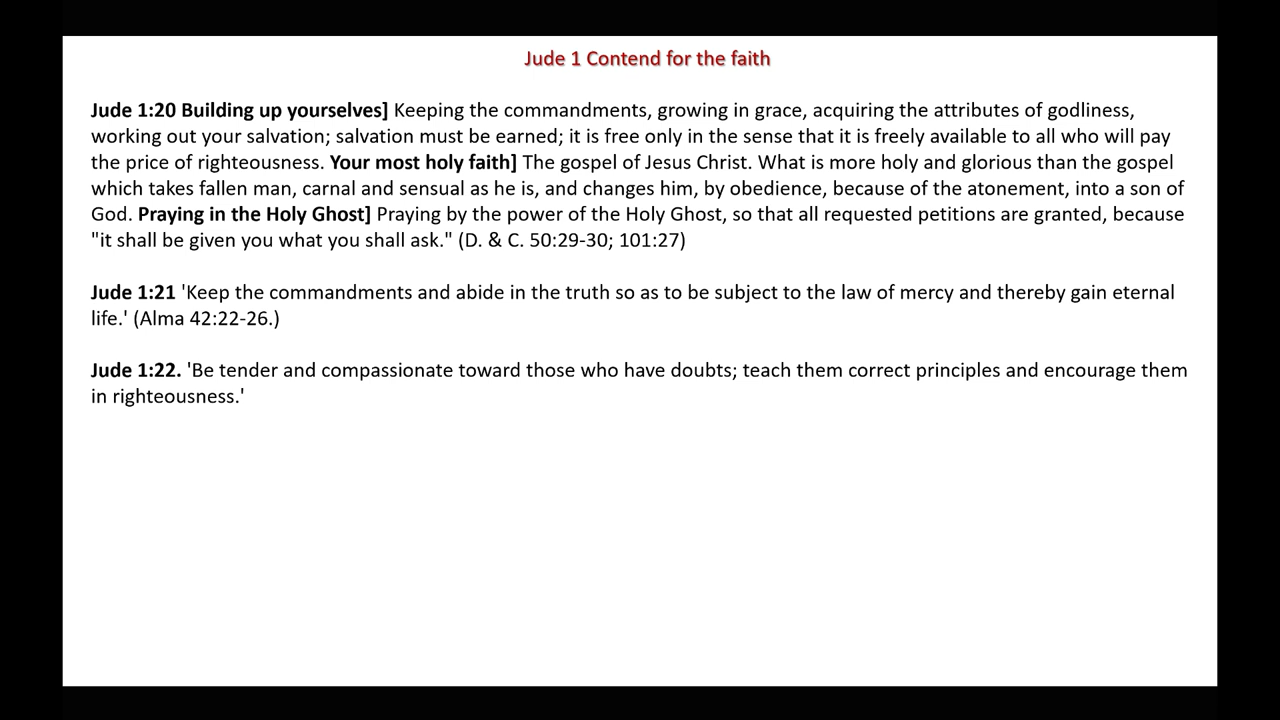 Jude 1 Contend for the faith
Jude 1:20 Building up yourselves] Keeping the commandments, growing in grace, acquiring the attributes of godliness,
working out your salvation; salvation must be earned; it is free only in the sense that it is freely available to all who will pay
the price of righteousness. Your most holy faith] The gospel of Jesus Christ. What is more holy and glorious than the gospel
which takes fallen man, carnal and sensual as he is, and changes him, by obedience, because of the atonement, into a son of
God. Praying in the Holy Ghost] Praying by the power of the Holy Ghost, so that all requested petitions are granted, because
"it shall be given you what you shall ask." (D. & C. 50:29-30; 101:27)
Jude 1:21 'Keep the commandments and abide in the truth so as to be subject to the law of mercy and thereby gain eternal
life.' (Alma 42:22-26.)
Jude 1:22. 'Be tender and compassionate toward those who have doubts; teach them correct principles and encourage them
in righteousness.'